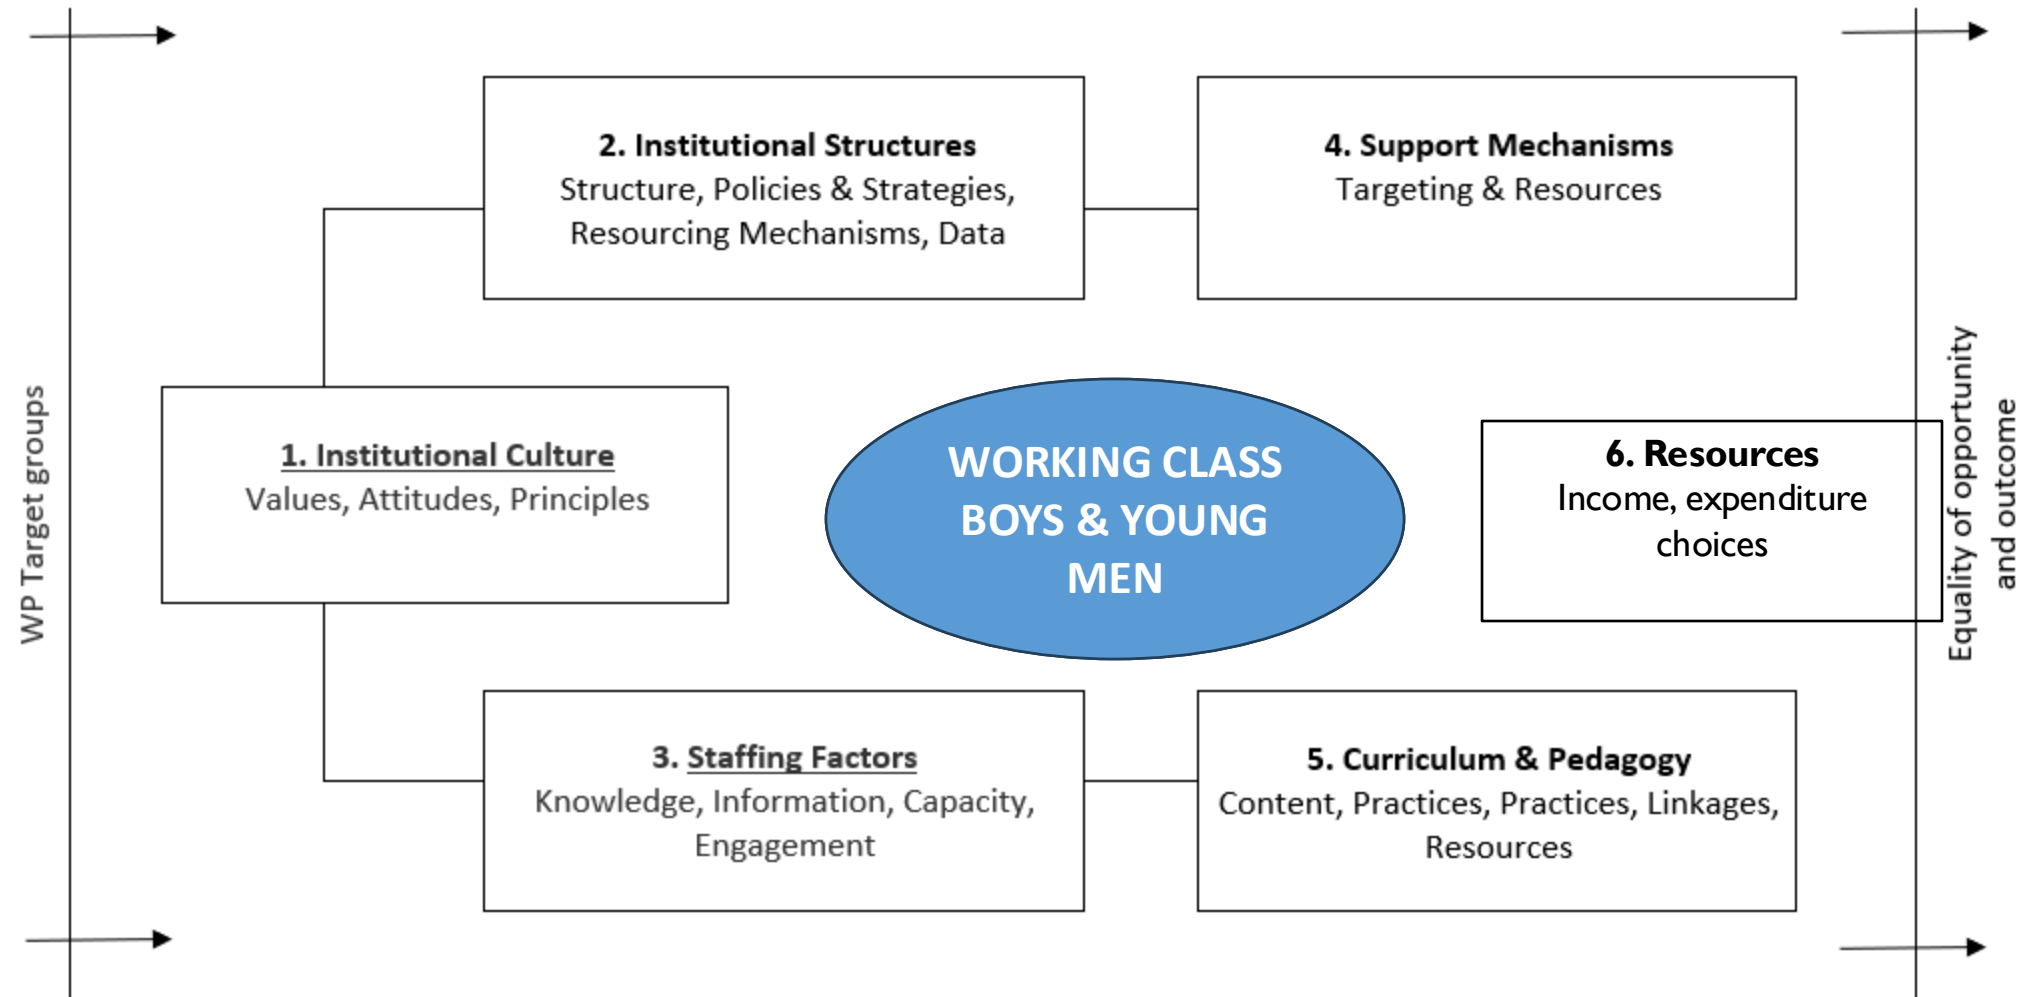 WP Target groups
2. Institutional Structures
Structure, Policies & Strategies,
Resourcing Mechanisms, Data
4. Support Mechanisms
Targeting & Resources
1. Institutional Culture
Values, Attitudes, Principles
WORKING CLASS
BOYS & YOUNG
MEN
6. Resources
Income, expenditure
choices
3. Staffing Factors
Knowledge, Information, Capacity,
Engagement
5. Curriculum & Pedagogy
Content, Practices, Practices, Linkages,
Resources
Equality of opportunity
and outcome